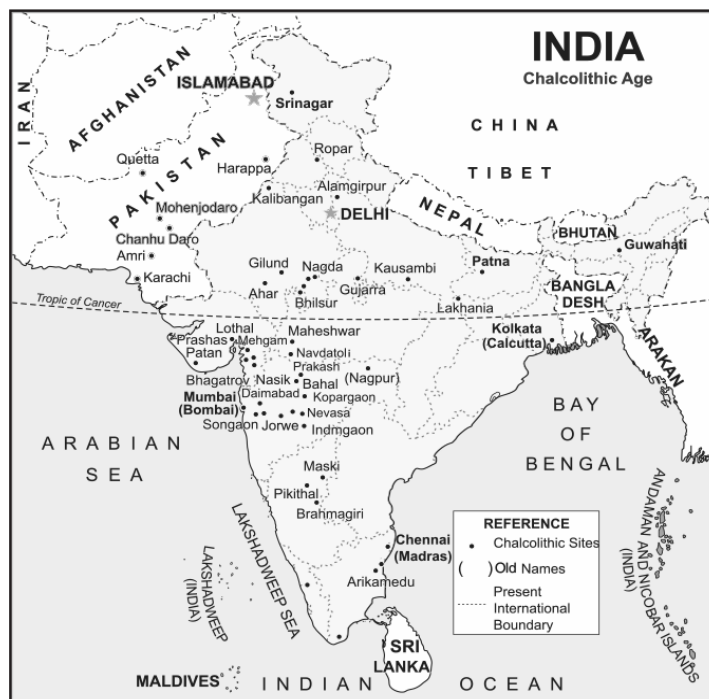 INDIA
Chalcolithic Age
IRAN
AFGHANISTAN
ISLAMABAD
Srinagar
CHINA
TIBET
PAKISTAN
Quetta
Harappa
Ropar
Kalibangan
Alamgirpur
DELHI
NEPAL
BHUTAN
Guwahati
Mohenjodaro
Chanhu Daro
Amri
Karachi
Gilund
Nagda
Kausambi
Patna
BANGLA
DESH
Ahar
Bhilsur
Gujarra
Lakhania
Tropic of Cancer
Lothal
Prashas
Mehgam
Maheshwar
Kolkata
(Calcutta)
ARAKAN
Patan
Navdatoli
Prakash
Bhagatrov
Nasik
Bahal
(Nagpur)
Daimabad
Kopargaon
Mumbai
(Bombai)
Nevasa
Songaon
Jorwe
Indmgaon
ARABIAN
SEA
BAY
OF
BENGAL
Maski
Pikithal
Brahmagiri
Chennai
(Madras)
Arikamedu
LAKSHADWEEP
(INDIA)
LAKSHADWEEP SEA
ANDAMAN AND NICOBAR ISLANDS
(INDIA)
REFERENCE
Chalcolithic Sites
( ) Old Names
Present
International
Boundary
SRI
LANKA
MALDIVES
INDIAN OCEAN